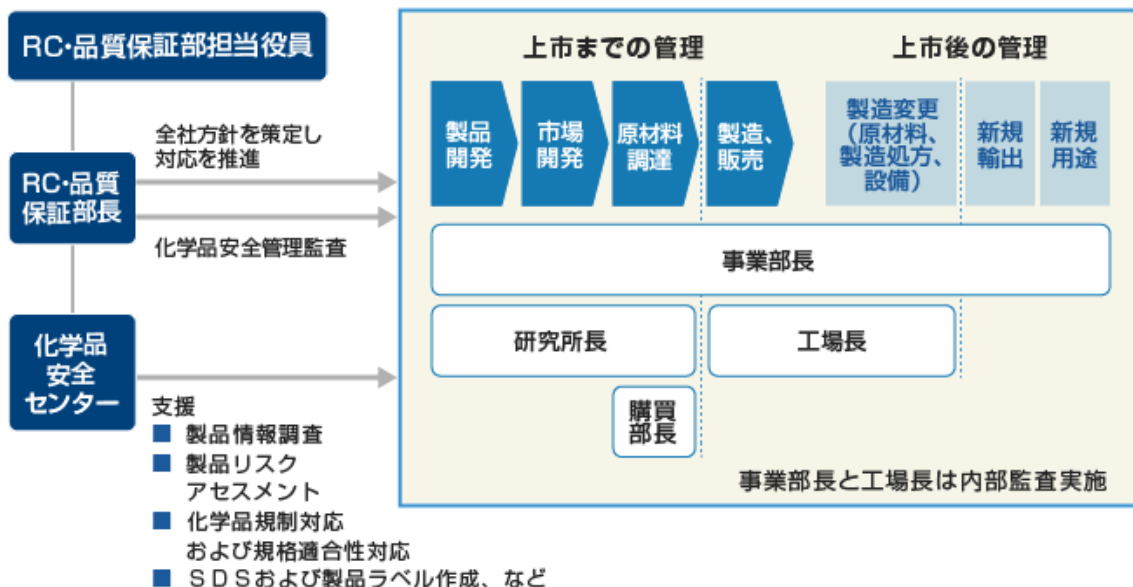 RC・品質保証部担当役員
全社方針を策定し
対応を推進
RC・品質
保証部長
化学品安全管理監査
化学品
安全
センター
支援
■ 製品情報調査
■ 製品リスク
アセスメント
■ 化学品規制対応
および規格適合性対応
■ SDSおよび製品ラベル作成、など
上市までの管理
上市後の管理
製品
開発
市場
開発
原材料
調達
製造、
販売
製造変更
(原材料、
製造処方、
設備)
新規
輸出
新規
用途
事業部長
研究所長
工場長
購買
部長
事業部長と工場長は内部監査実施